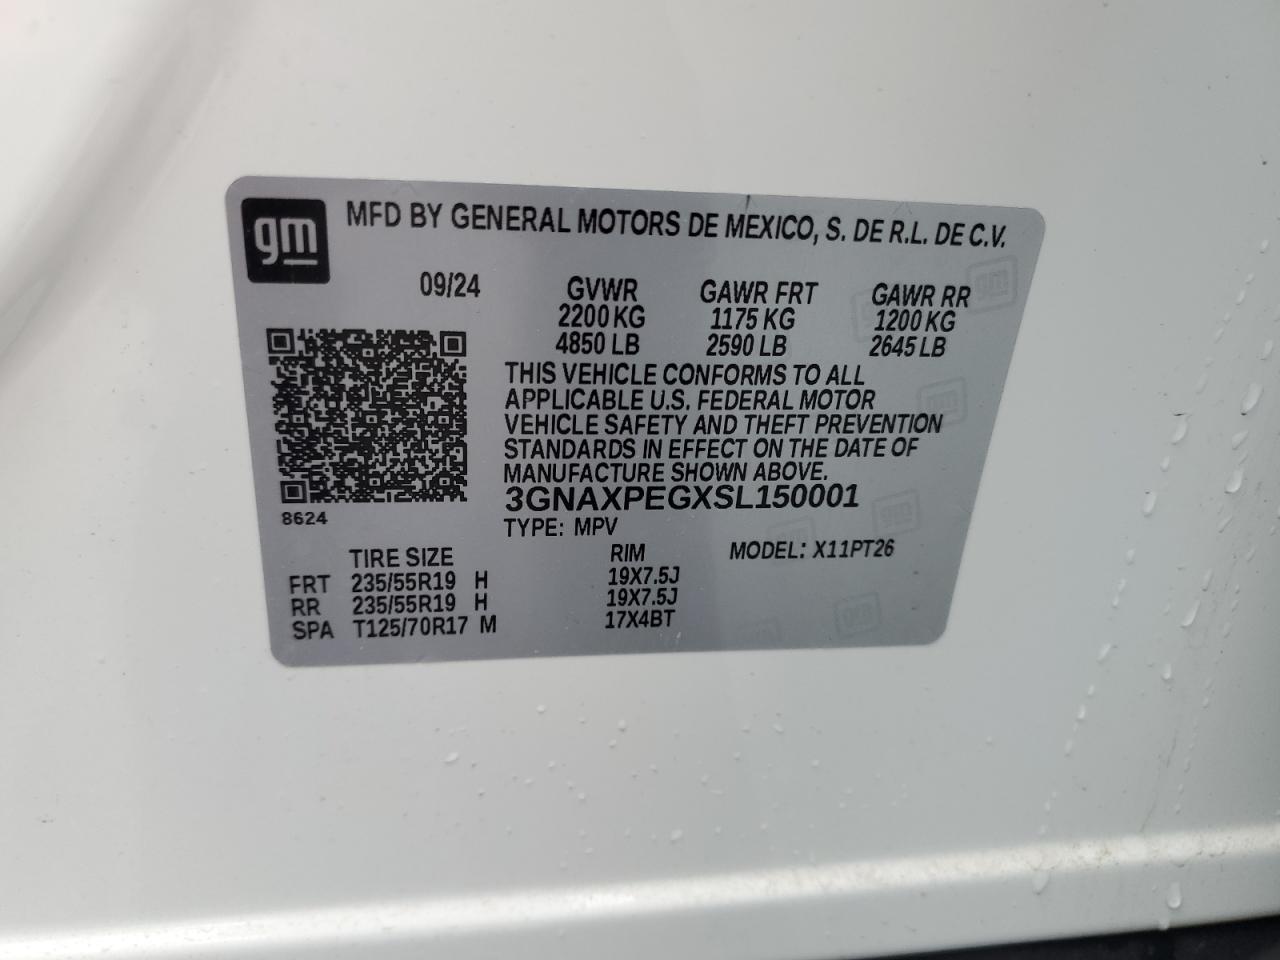 gm
MFD BY GENERAL MOTORS DE MEXICO, S. DE R.L. DE C.V.
09/24 GVWR GAWR FRT GAWR RR
2200 KG 1175 KG 1200 KG
4850 LB 2590 LB 2645 LB
THIS VEHICLE CONFORMS TO ALL
APPLICABLE U.S. FEDERAL MOTOR
VEHICLE SAFETY AND THEFT PREVENTION
STANDARDS IN EFFECT ON THE DATE OF
MANUFACTURE SHOWN ABOVE.
3GNAXPEGXSL150001
8624
TYPE: MPV
TIRE SIZE RIM MODEL: X11PT26
FRT 235/55R19 H 19X7.5J
RR 235/55R19 H 19X7.5J
SPA T125/70R17 M 17X4BT